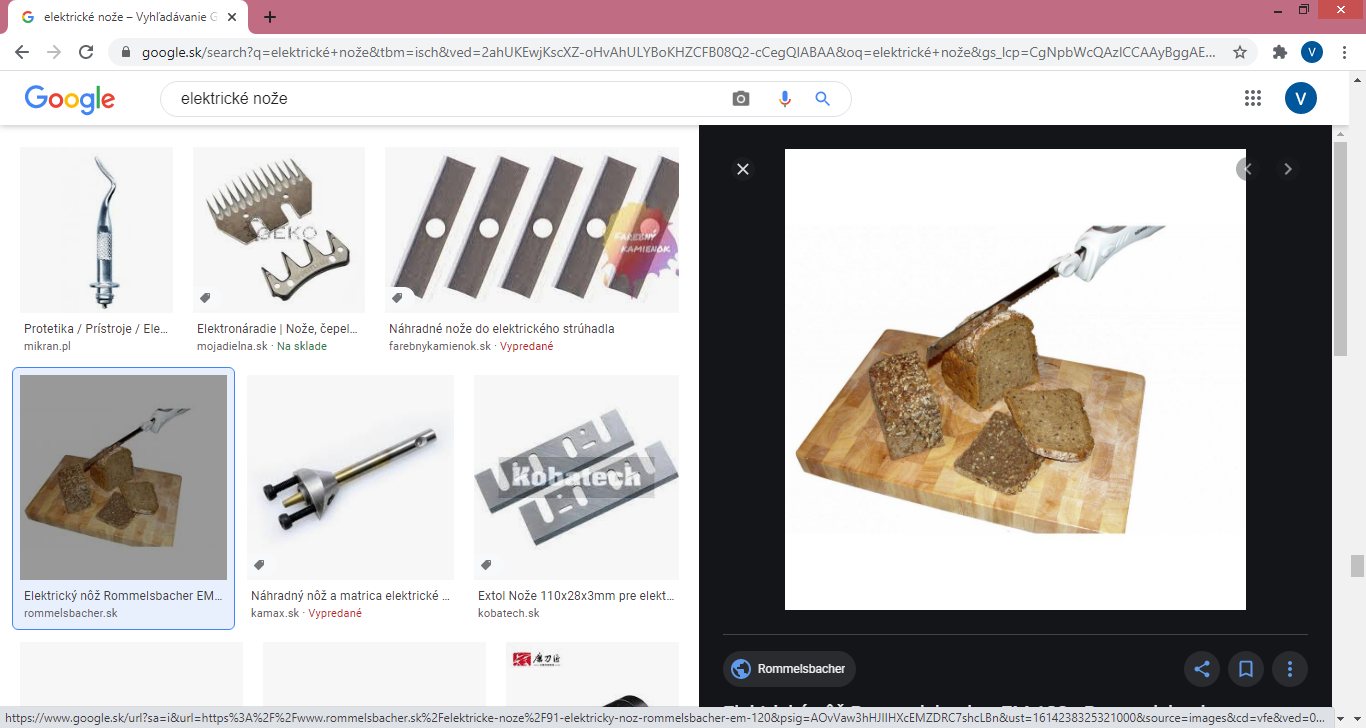 elektrické nože – Vyhľadávanie G
google.sk/search?q=elektrické+nože&tbm=isch&ved=2ahUKEwjKscXZ-oHvAhULYBoKHZCFB08Q2-cCegQIABAA&oq=elektrické+nože&gs_lcp=CgNpbWcQAzICCAAyBggAE...
V
Google
elektrické nože
V
GEKO
FAREBNÝ
KAMIENOK
Protetika / Prístroje / Ele...
mikran.pl
Elektronáradie | Nože, čepel...
mojadielna.sk · Na sklade
Náhradné nože do elektrického strúhadla
farebnykamienok.sk · Vypredané
Kobatech
Elektrický nôž Rommelsbacher EM...
rommelsbacher.sk
Náhradný nôž a matrica elektrické ...
kamax.sk · Vypredané
Extol Nože 110x28x3mm pre elekt...
kobatech.sk
Rommelsbacher
https://www.google.sk/url?sa=i&url=https%3A%2F%2Fwww.rommelsbacher.sk%2Felektricke-noze%2F91-elektricky-noz-rommelsbacher-em-120&psig=AOvVaw3hHJIIHXcEMZDRC7shcLBn&ust=1614238325321000&source=images&cd=vfe&ved=0...